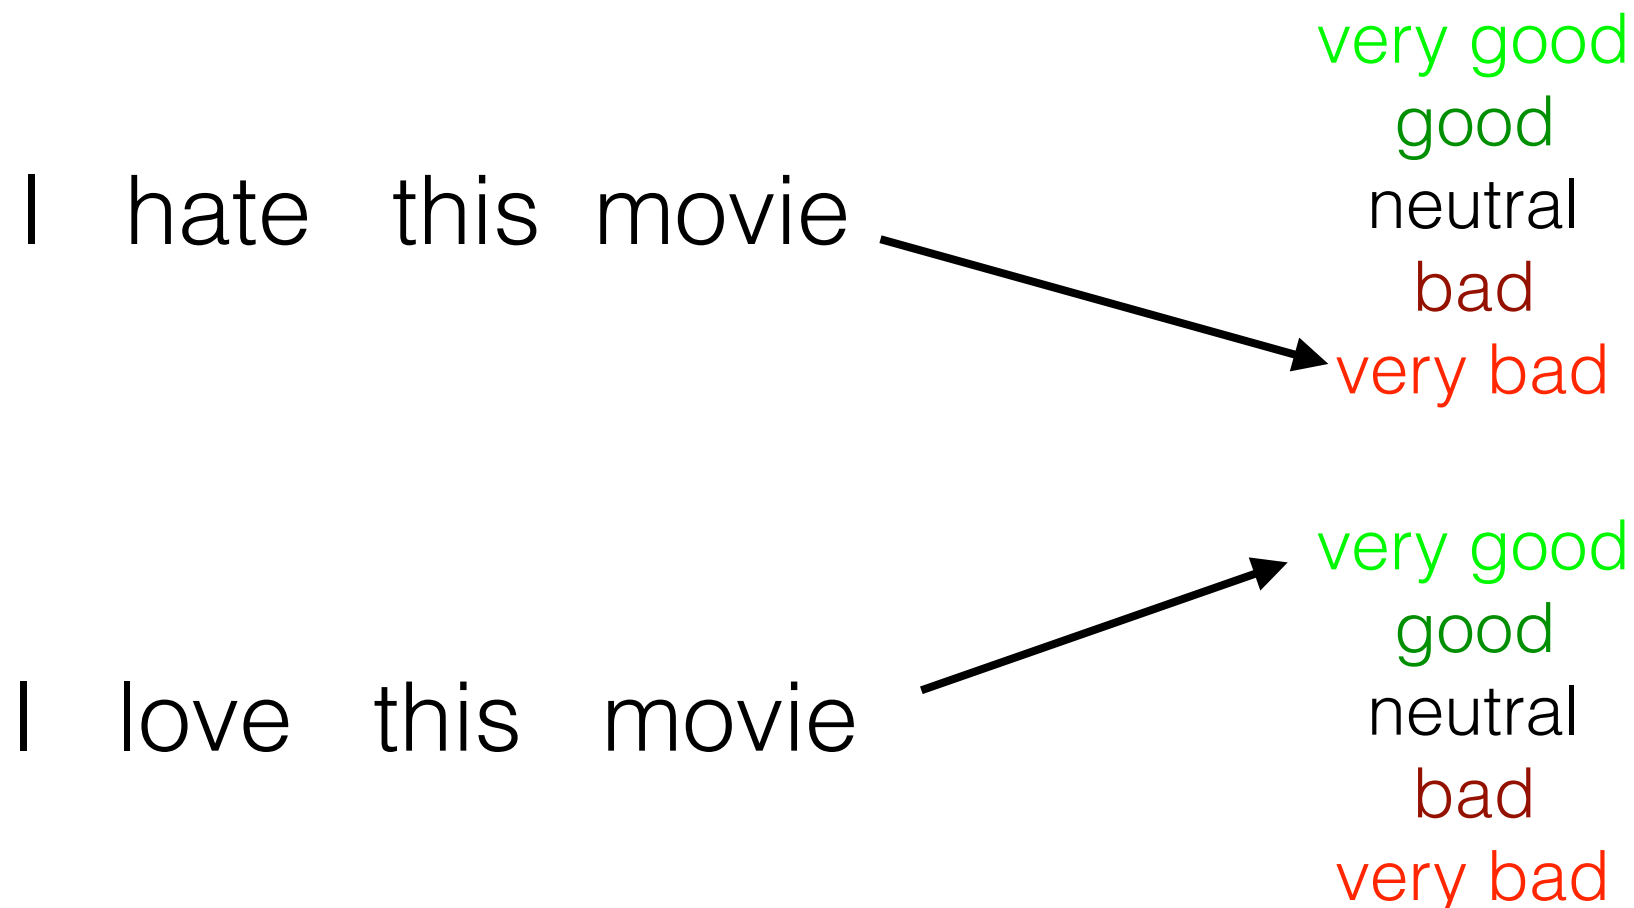 very good
good
I hate this movie
neutral
bad
very bad
very good
good
I love this movie
neutral
bad
very bad